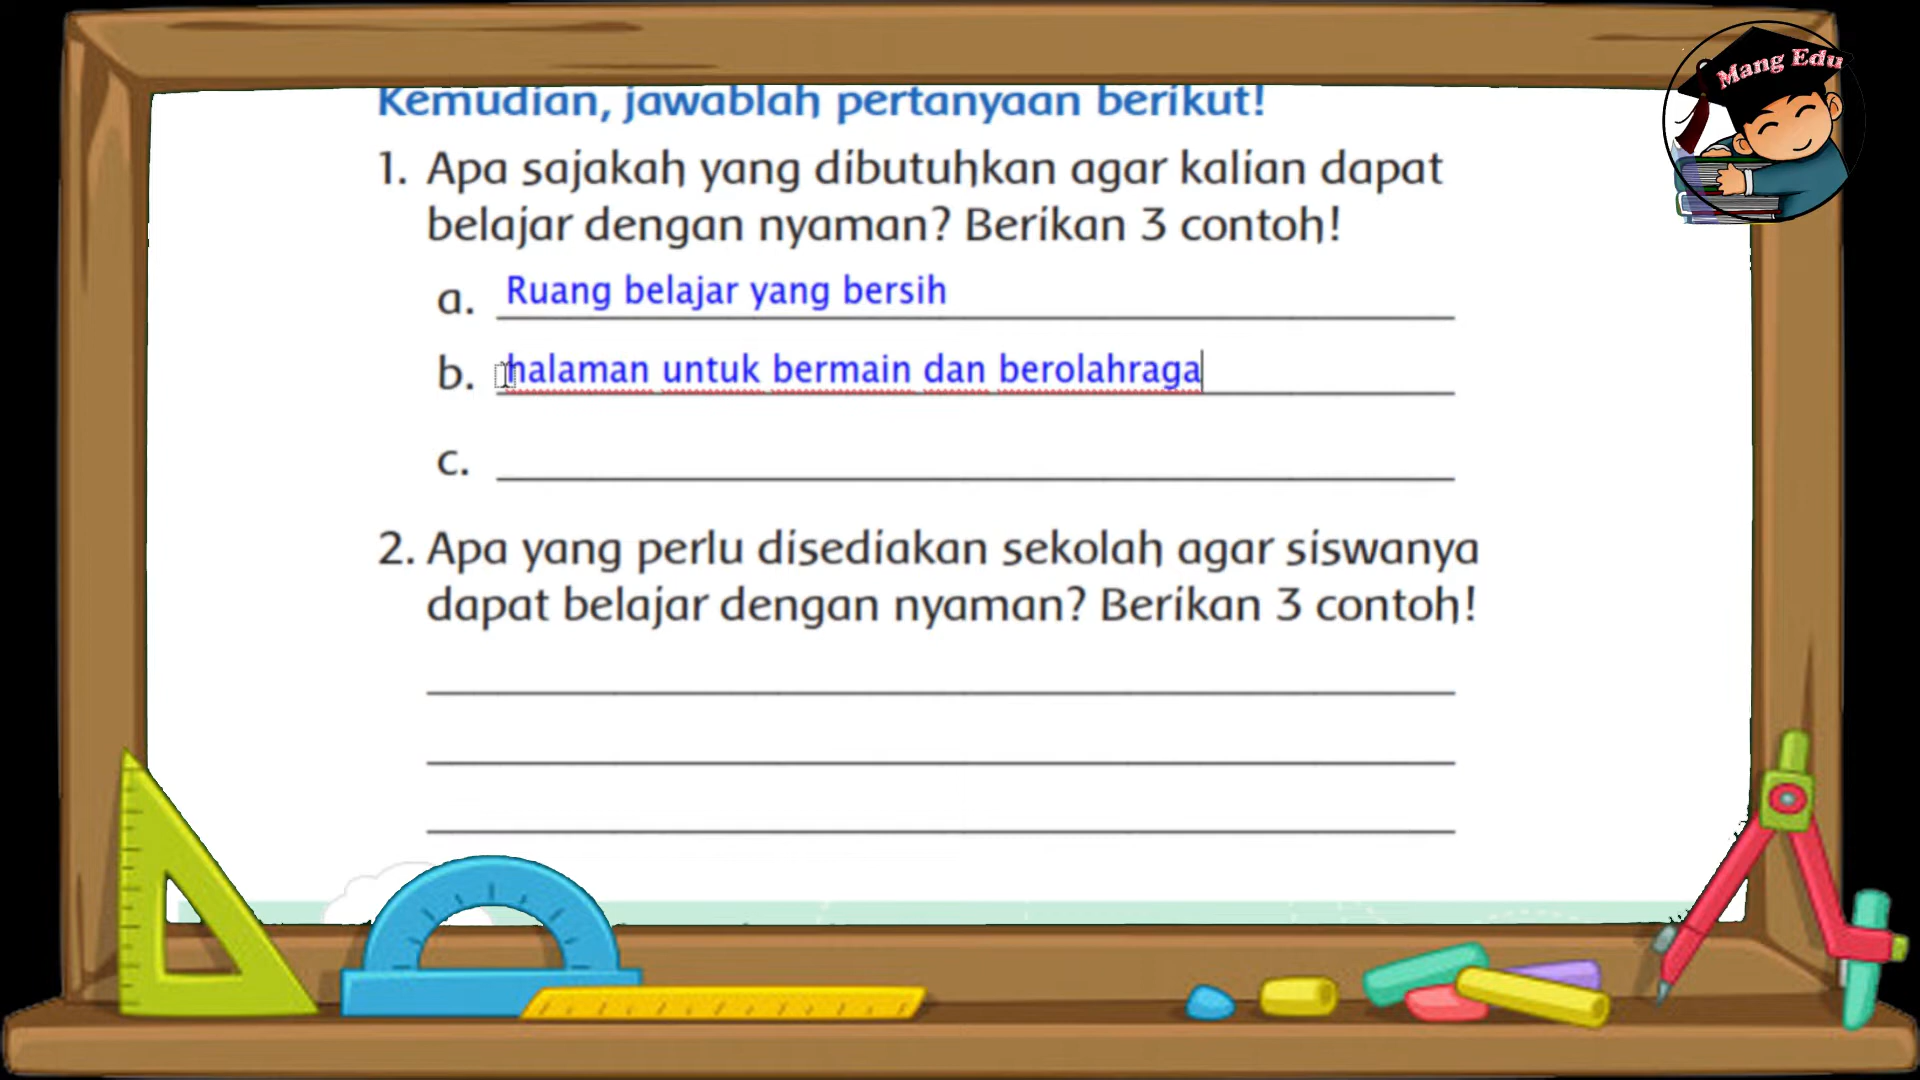 Mang Edu
Kemudian, jawablah pertanyaan berikut!
1. Apa sajakah yang dibutuhkan agar kalian dapat
belajar dengan nyaman? Berikan 3 contoh!
a. Ruang belajar yang bersih
b. halaman untuk bermain dan berolahraga
c.
2. Apa yang perlu disediakan sekolah agar siswanya
dapat belajar dengan nyaman? Berikan 3 contoh!